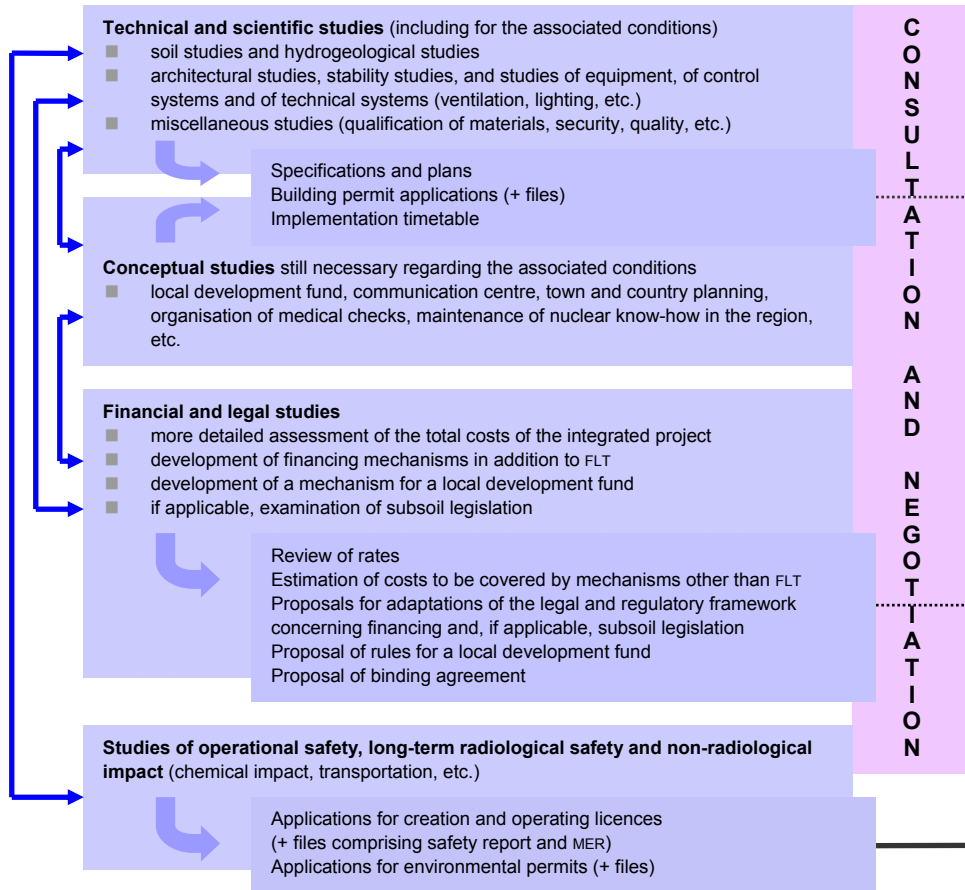 Technical and scientific studies (including for the associated conditions)
soil studies and hydrogeological studies
architectural studies, stability studies, and studies of equipment, of control
systems and of technical systems (ventilation, lighting, etc.)
miscellaneous studies (qualification of materials, security, quality, etc.)
Specifications and plans
Building permit applications (+ files)
Implementation timetable
Conceptual studies still necessary regarding the associated conditions
local development fund, communication centre, town and country planning,
organisation of medical checks, maintenance of nuclear know-how in the region,
etc.
Financial and legal studies
more detailed assessment of the total costs of the integrated project
development of financing mechanisms in addition to FLT
development of a mechanism for a local development fund
if applicable, examination of subsoil legislation
Review of rates
Estimation of costs to be covered by mechanisms other than FLT
Proposals for adaptations of the legal and regulatory framework
concerning financing and, if applicable, subsoil legislation
Proposal of rules for a local development fund
Proposal of binding agreement
Studies of operational safety, long-term radiological safety and non-radiological
impact (chemical impact, transportation, etc.)
Applications for creation and operating licences
(+ files comprising safety report and MER)
Applications for environmental permits (+ files)
CONSULTATION AND NEGOTIATION